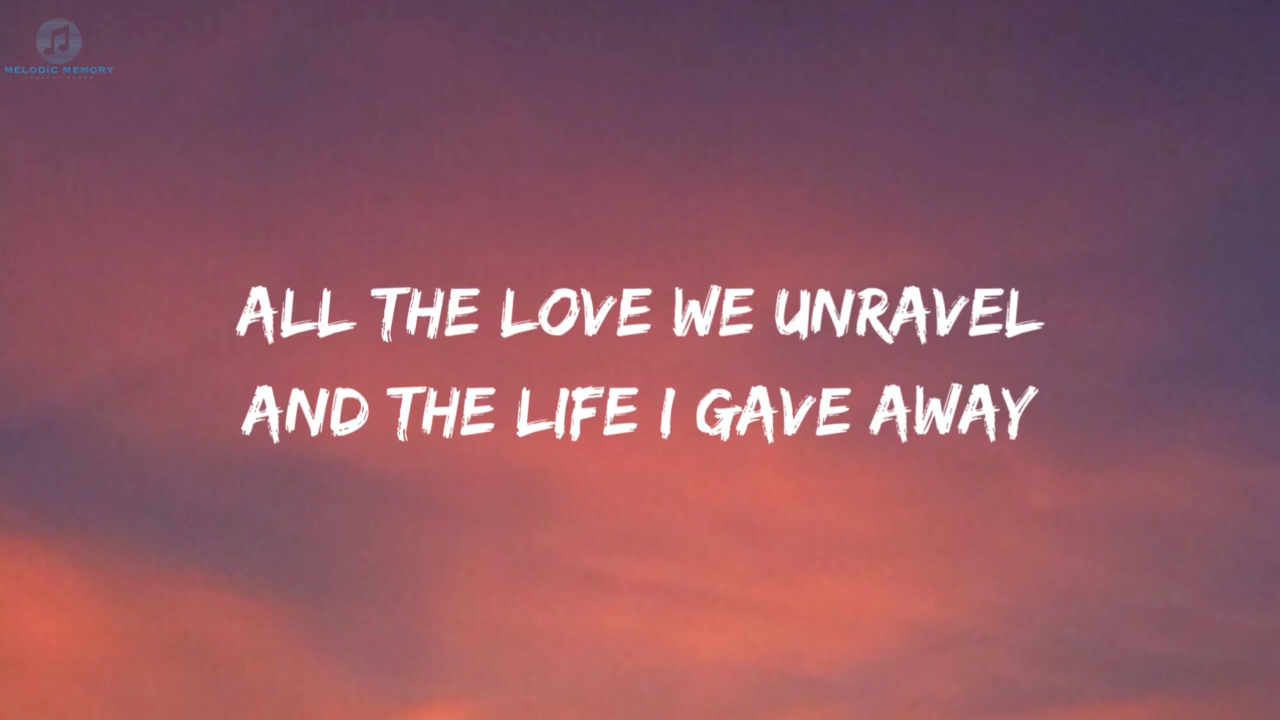 MELODIC MEMORY
ALL THE LOVE WE UNRAVEL
AND THE LIFE I GAVE AWAY